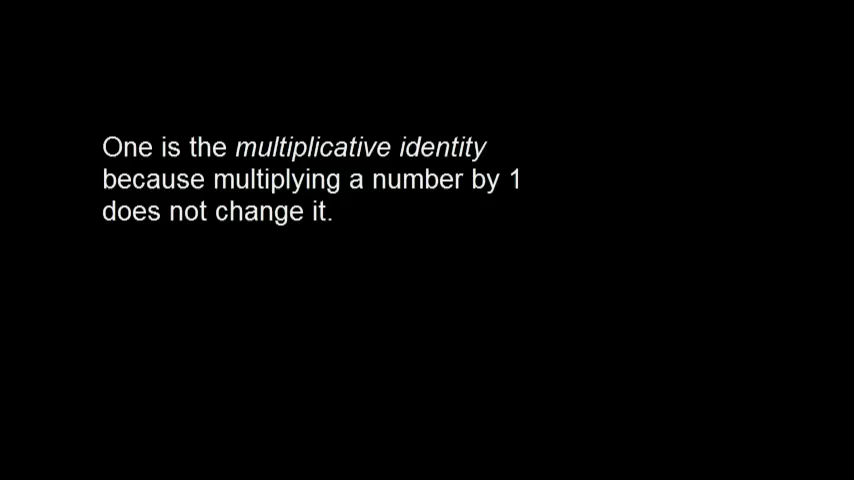 One is the multiplicative identity
because multiplying a number by 1
does not change it.